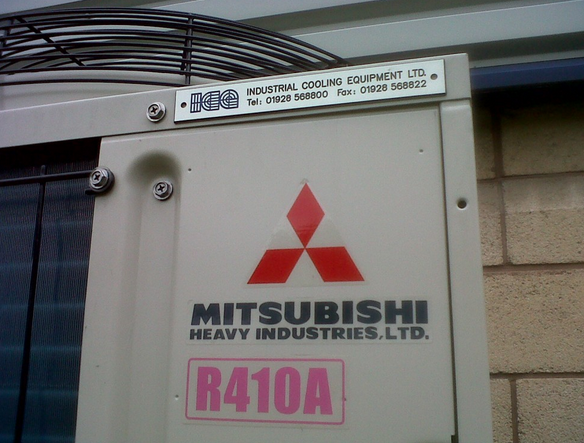 ICE INDUSTRIAL COOLING EQUIPMENT LTD.
Tel: 01928 568800 Fax: 01928 568822
MITSUBISHI
HEAVY INDUSTRIES, LTD.
R410A